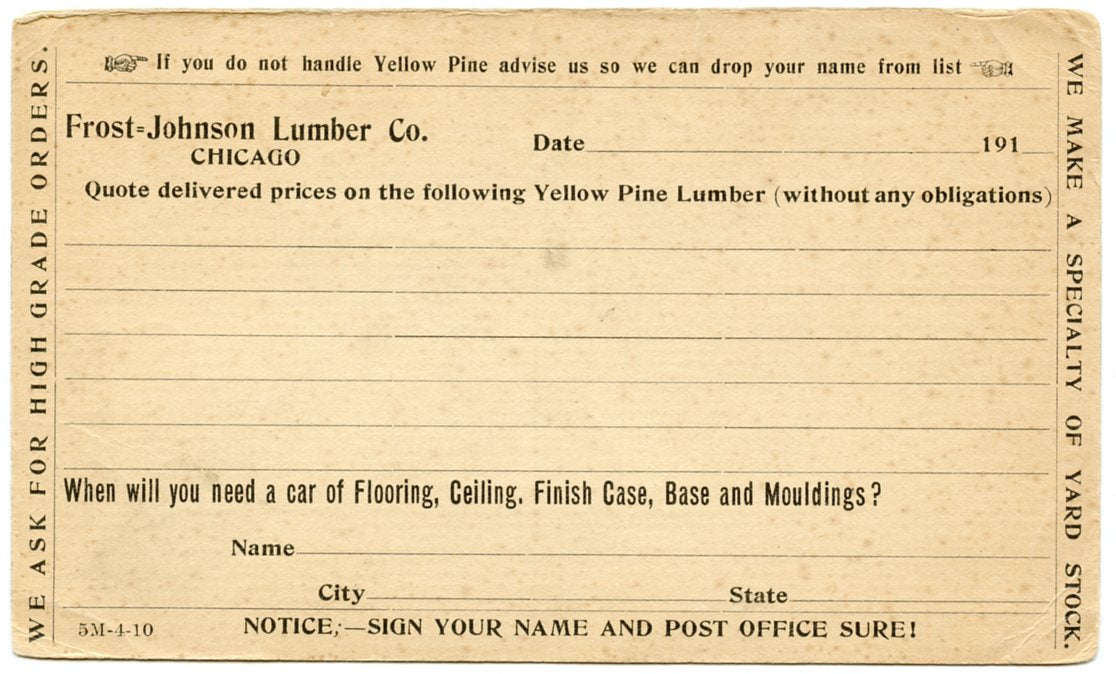 If you do not handle Yellow Pine advise us so we can drop your name from list
WE ASK FOR HIGH GRADE ORDERS.
Frost=Johnson Lumber Co.
CHICAGO
Date 191
Quote delivered prices on the following Yellow Pine Lumber (without any obligations)
When will you need a car of Flooring, Ceiling. Finish Case, Base and Mouldings?
Name
City State
5M-4-10
NOTICE;—SIGN YOUR NAME AND POST OFFICE SURE!
WE MAKE A SPECIALTY OF YARD STOCK.